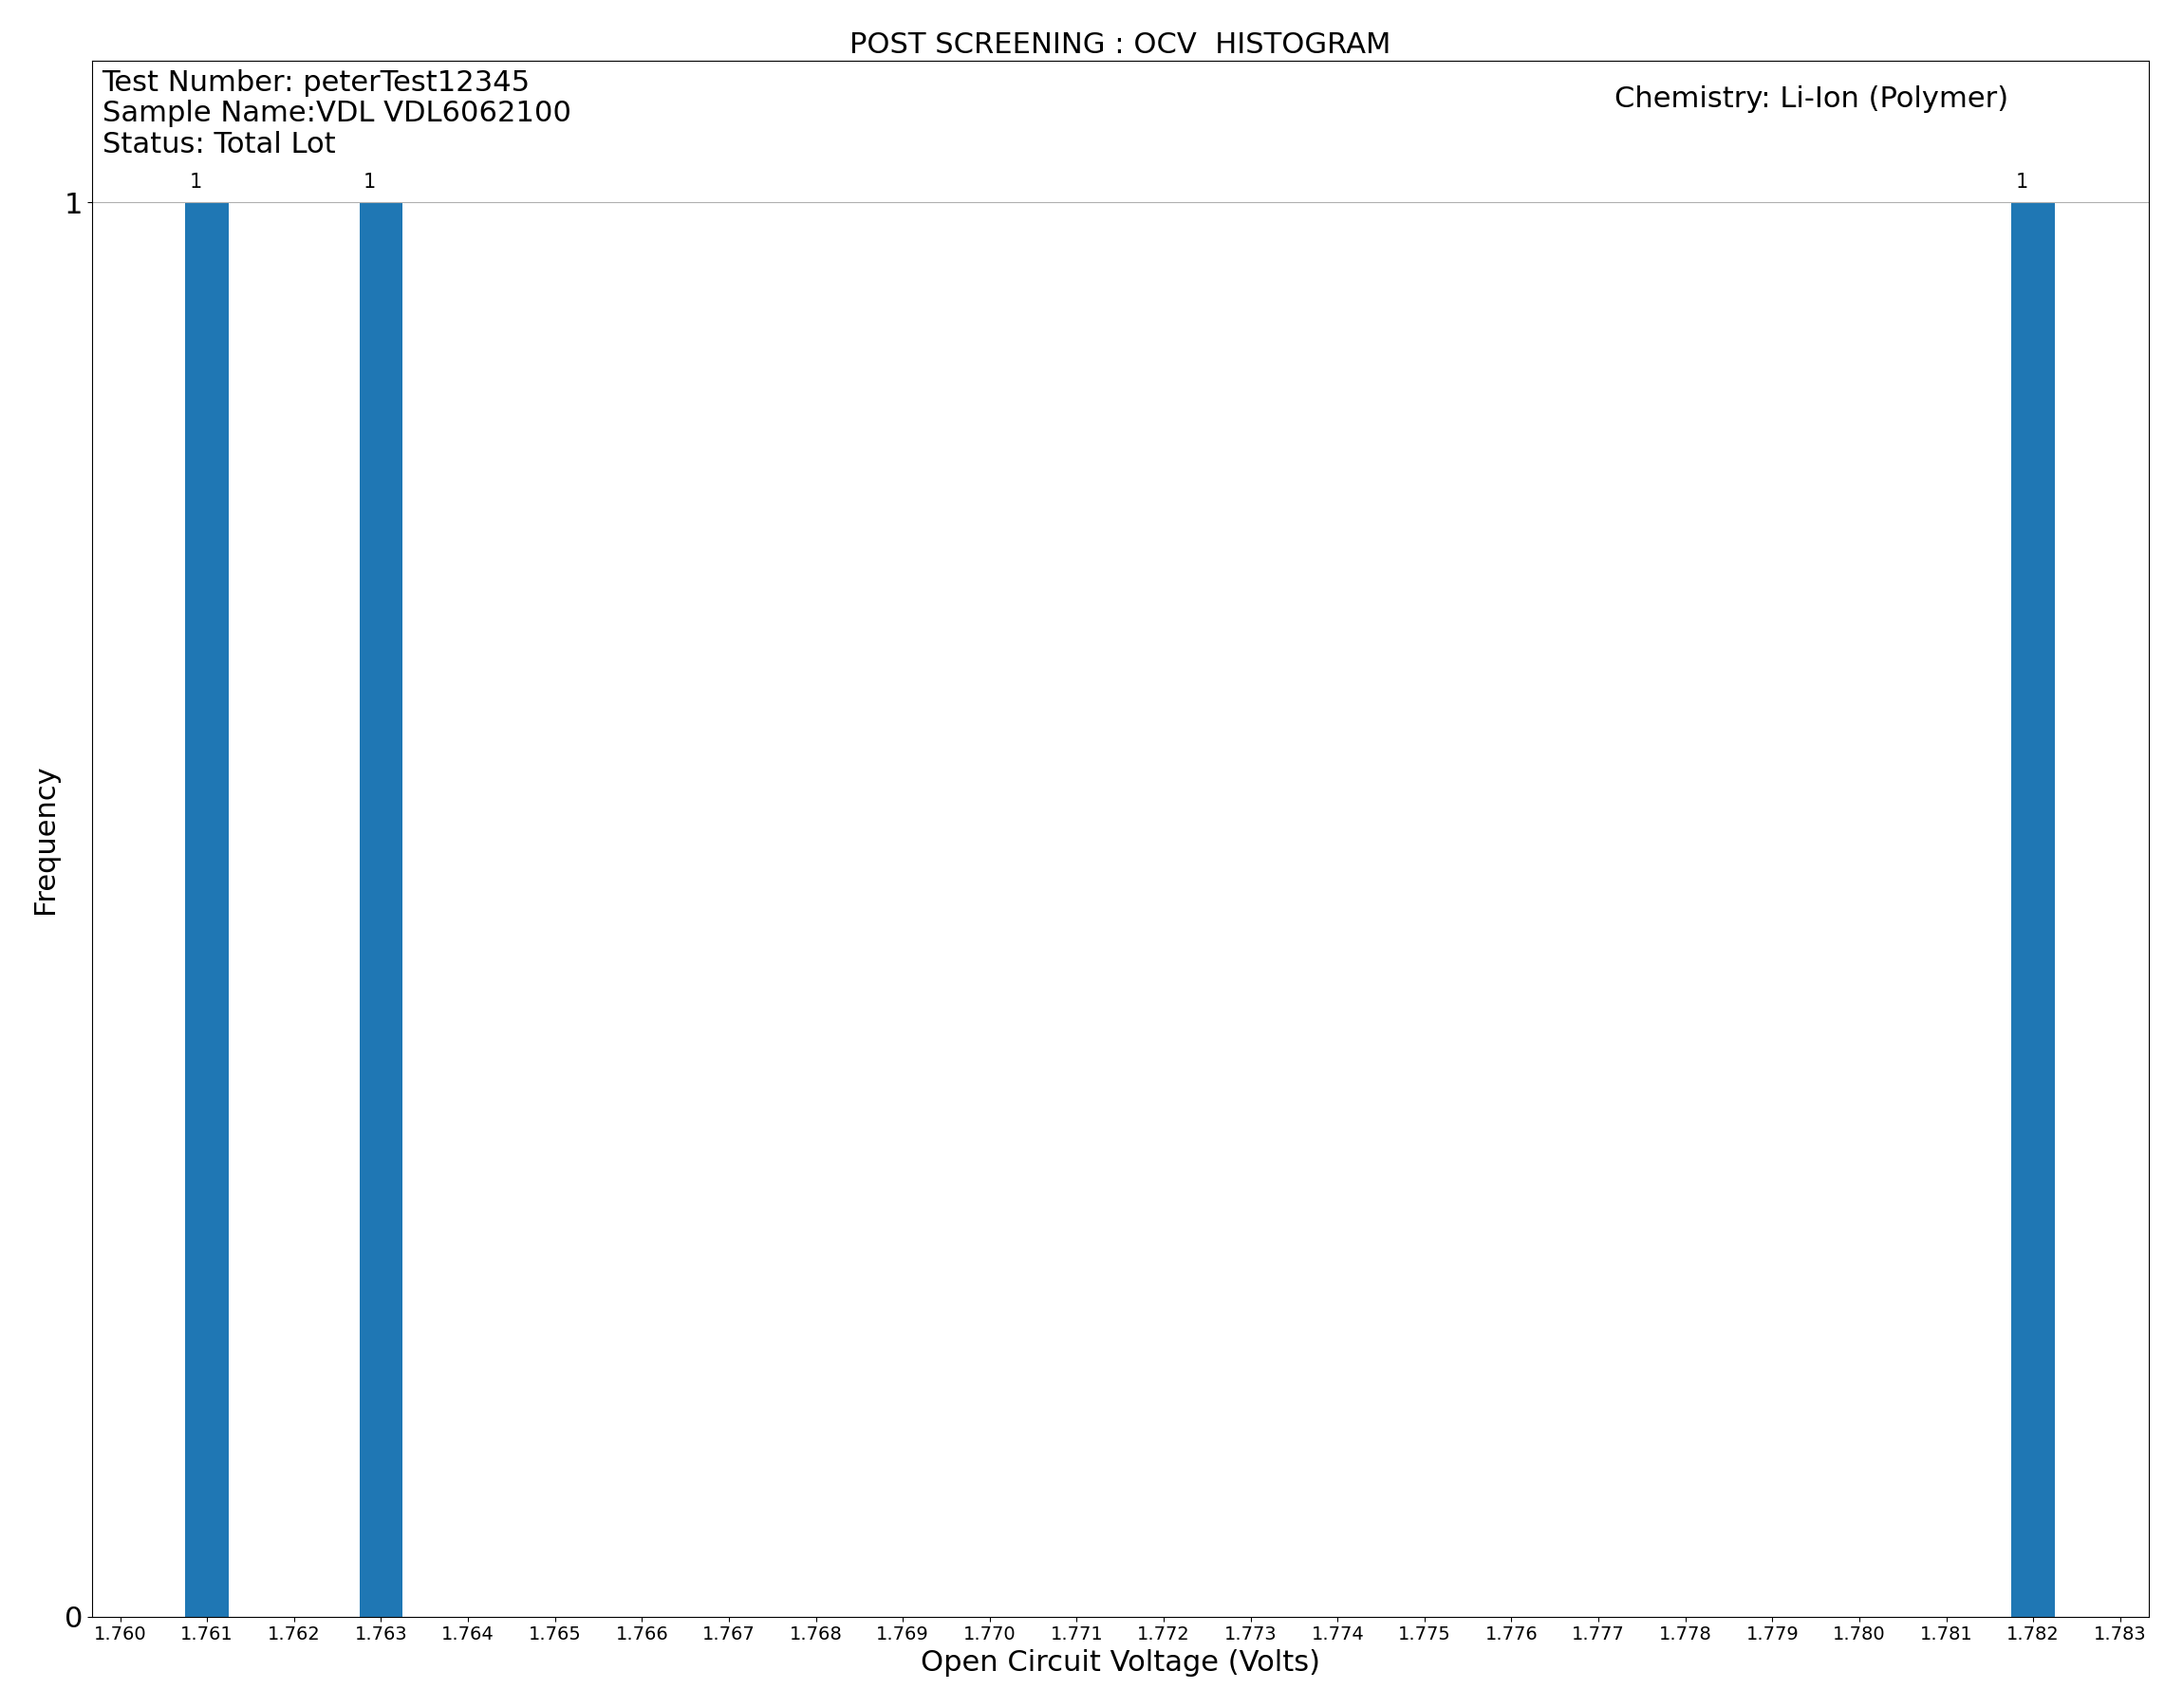 POST SCREENING : OCV  HISTOGRAM
Test Number: peterTest12345
Sample Name:VDL VDL6062100
Status: Total Lot
Chemistry: Li-Ion (Polymer)
1 1 1
1
Frequency
0
1.760 1.761 1.762 1.763 1.764 1.765 1.766 1.767 1.768 1.769 1.770 1.771 1.772 1.773 1.774 1.775 1.776 1.777 1.778 1.779 1.780 1.781 1.782 1.783
Open Circuit Voltage (Volts)